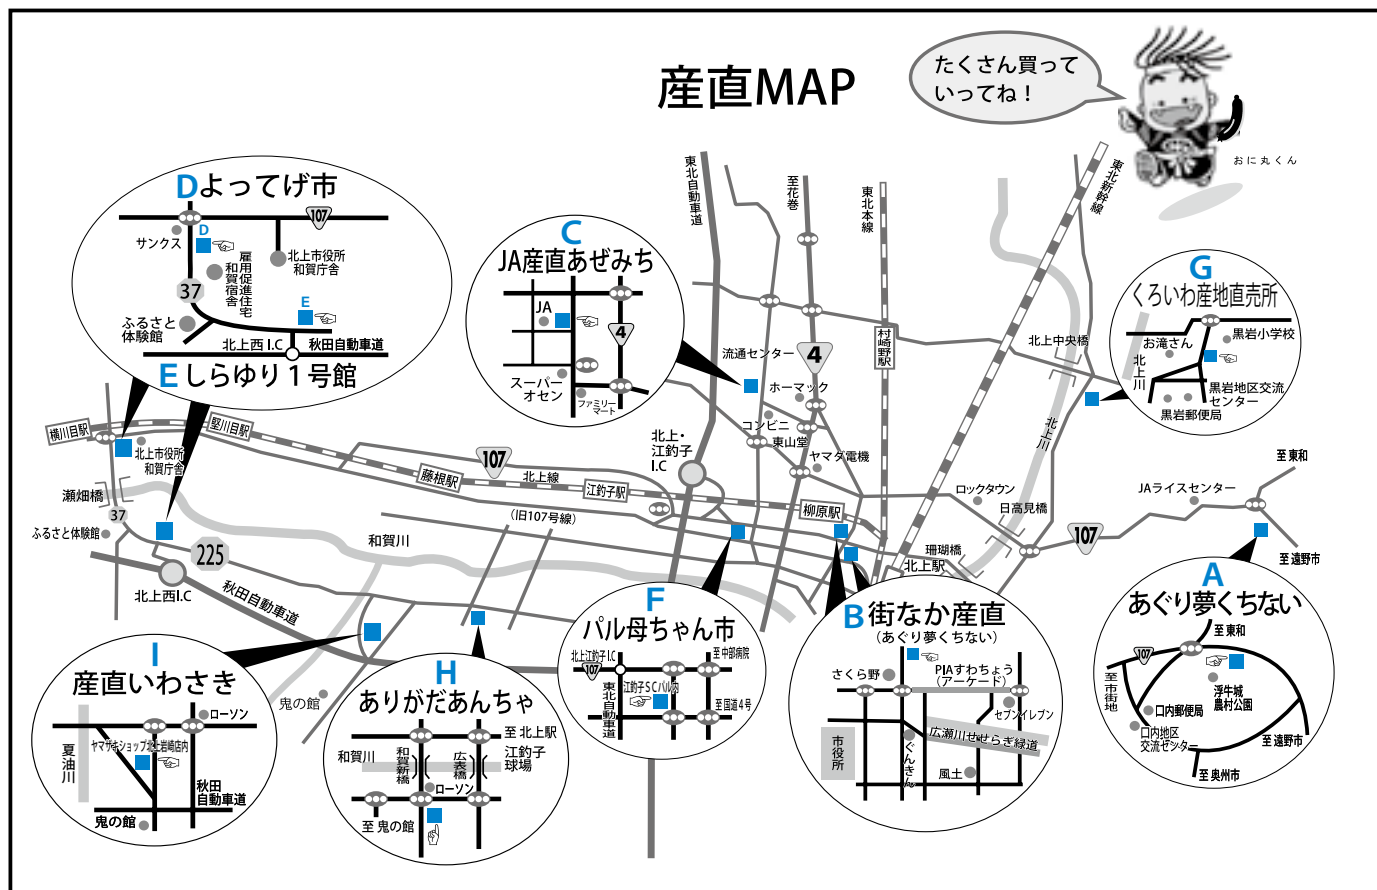 産直MAP
たくさん買って
いってね！
おに丸くん
D よってげ市
107
サンクス
D
北上市役所
和賀庁舎
雇用促進住宅
和賀宿舎
37
E
ふるさと
体験館
北上西 I.C
秋田自動車道
E しらゆり１号館
C
JA産直あぜみち
JA
4
スーパー
オセン
ファミリー
マート
東北自動車道
至花巻
東北本線
東北新幹線
村崎野駅
流通センター
4
ホーマック
コンビニ
東山堂
ヤマダ電機
北上中央橋
北上川
G
くろいわ産地直売所
お滝さん
黒岩小学校
北上川
黒岩地区交流
センター
黒岩郵便局
横川目駅
竪川目駅
北上市役所
和賀庁舎
藤根駅
107
北上線
江釣子駅
北上・
江釣子
I.C
柳原駅
(旧107号線)
瀬畑橋
37
ふるさと体験館
225
北上西I.C
秋田自動車道
和賀川
ロックタウン
日高見橋
珊瑚橋
北上駅
107
JAライスセンター
至東和
至遠野市
A
あぐり夢くちない
至東和
107
至市街地
浮牛城
農村公園
口内郵便局
口内地区
交流センター
至遠野市
至奥州市
B 街なか産直
(あぐり夢くちない)
さくら野
PIAすわちょう
(アーケード)
セブンイレブン
広瀬川せせらぎ緑道
市役所
ぐんきん
風土
F
パル母ちゃん市
北上江釣子I.C
至中部病院
107
江釣子SCパル内
東北自動車道
至国道4号
H
ありがだあんちゃ
至 北上駅
和賀川
和賀新橋
広表橋
江釣子
球場
ローソン
至 鬼の館
鬼の館
I
産直いわさき
ローソン
ヤマザキショップ北上岩崎店内
夏油川
秋田
自動車道
鬼の館